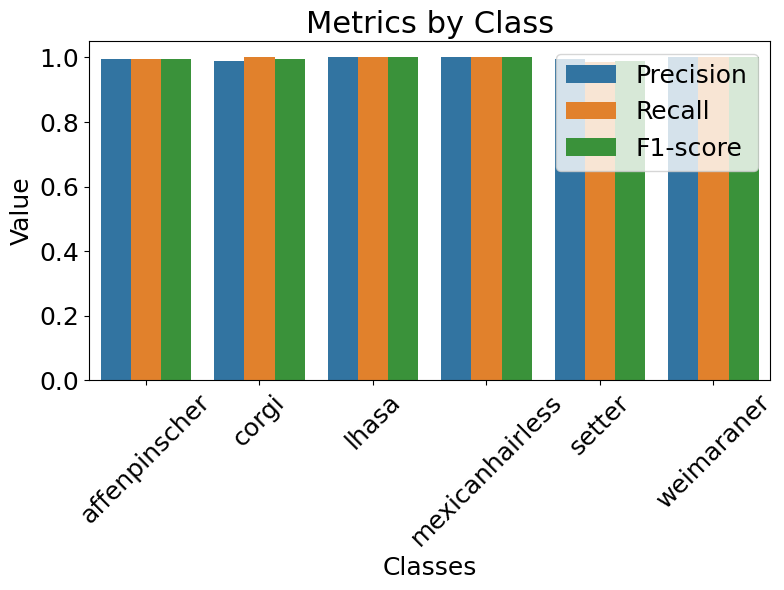 Metrics by Class
Value
1.0
0.8
0.6
0.4
0.2
0.0
Precision
Recall
F1-score
affenpinscher
corgi
lhasa
mexicanhairless
setter
weimaraner
Classes